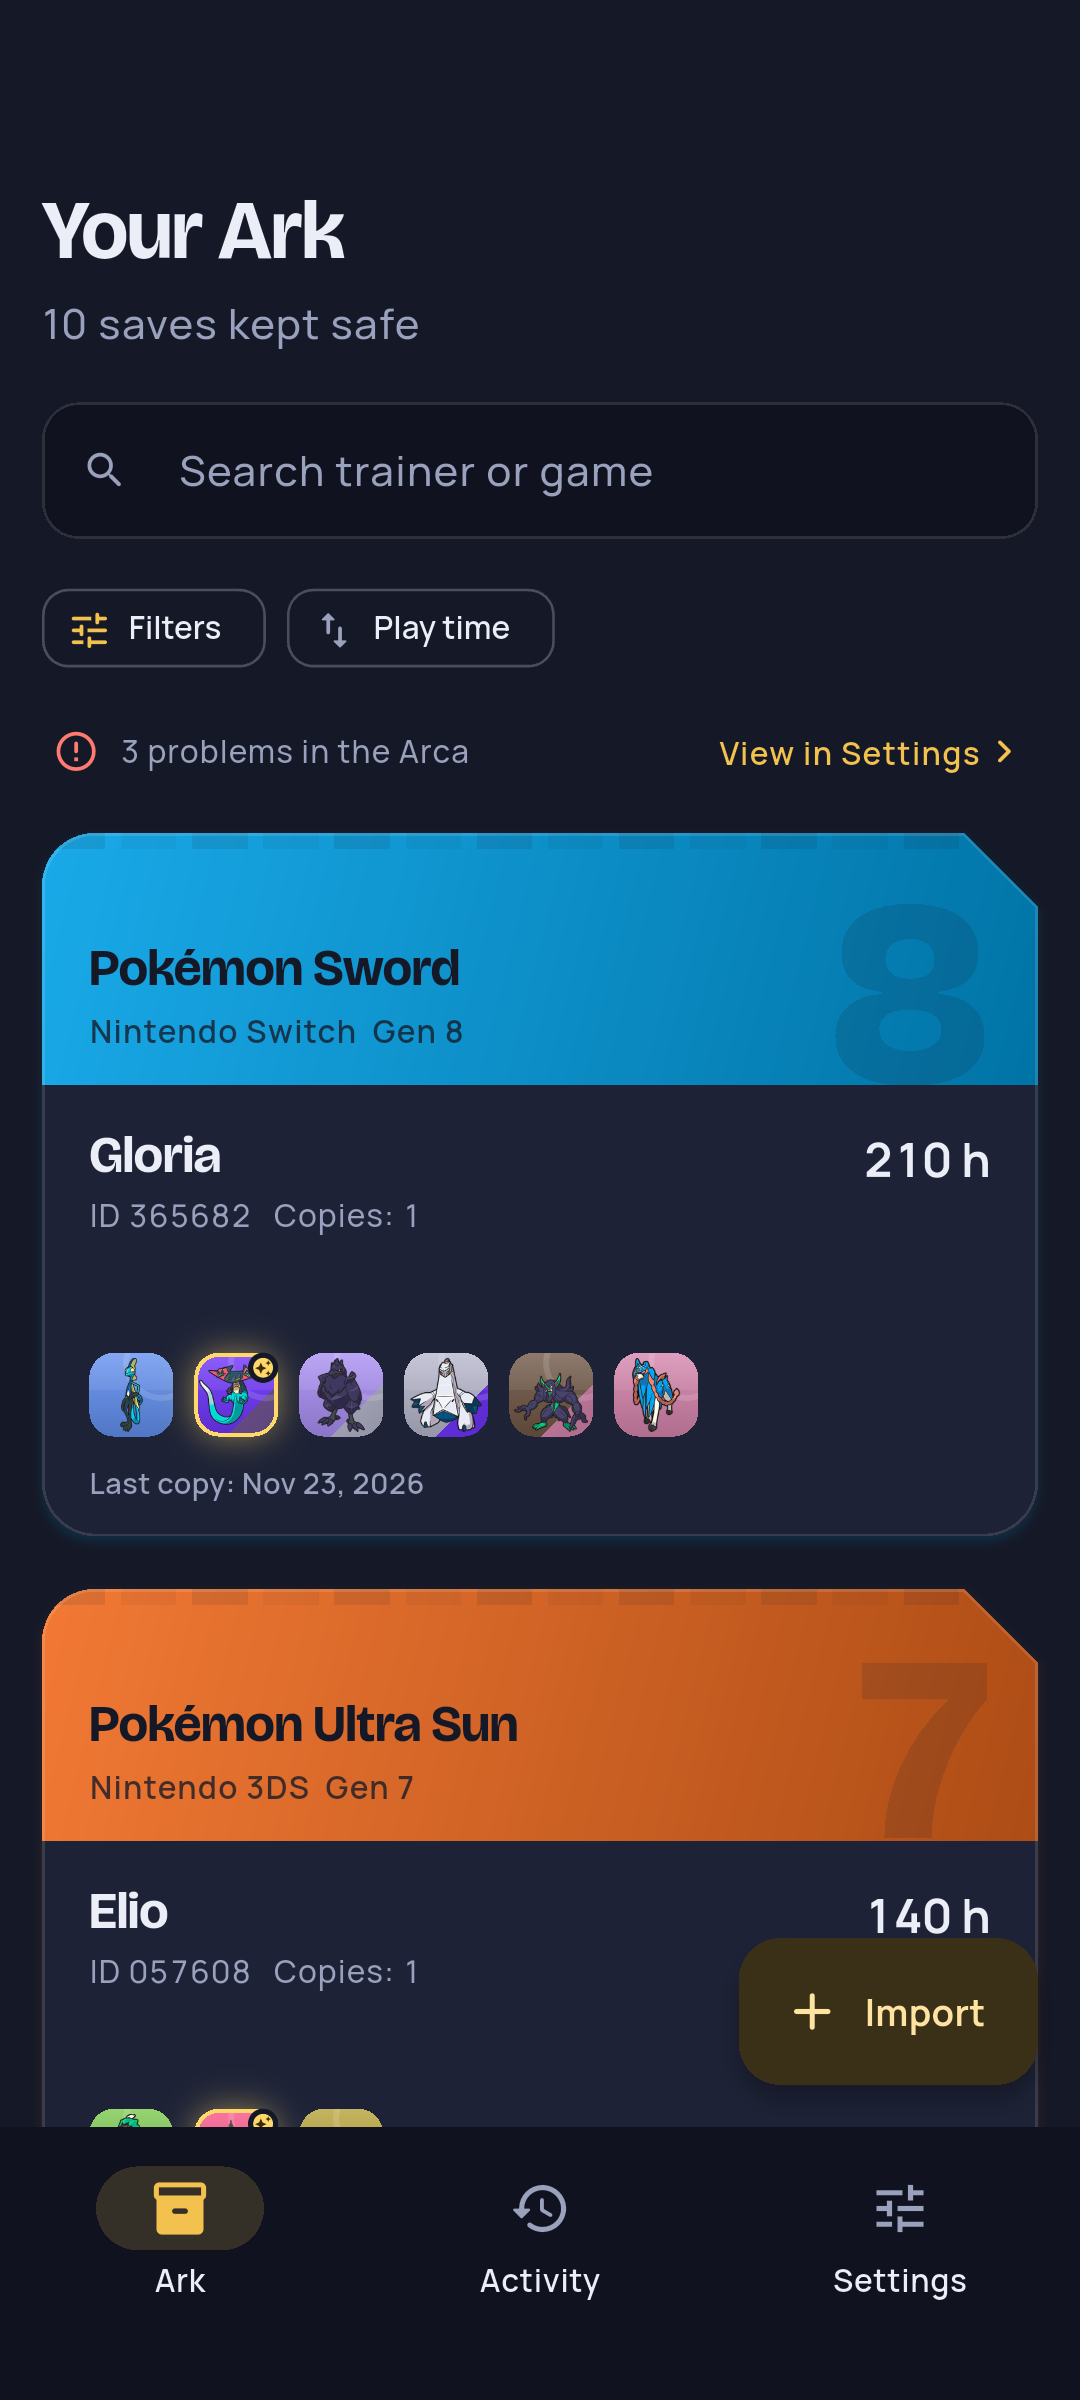 Your Ark
10 saves kept safe
Search trainer or game
Filters
Play time
3 problems in the Arca
View in Settings
8
Pokémon Sword
Nintendo Switch Gen 8
Gloria
210 h
ID 365682 Copies: 1
Last copy: Nov 23, 2026
7
Pokémon Ultra Sun
Nintendo 3DS Gen 7
Elio
140 h
ID 057608 Copies: 1
Import
Ark
Activity
Settings